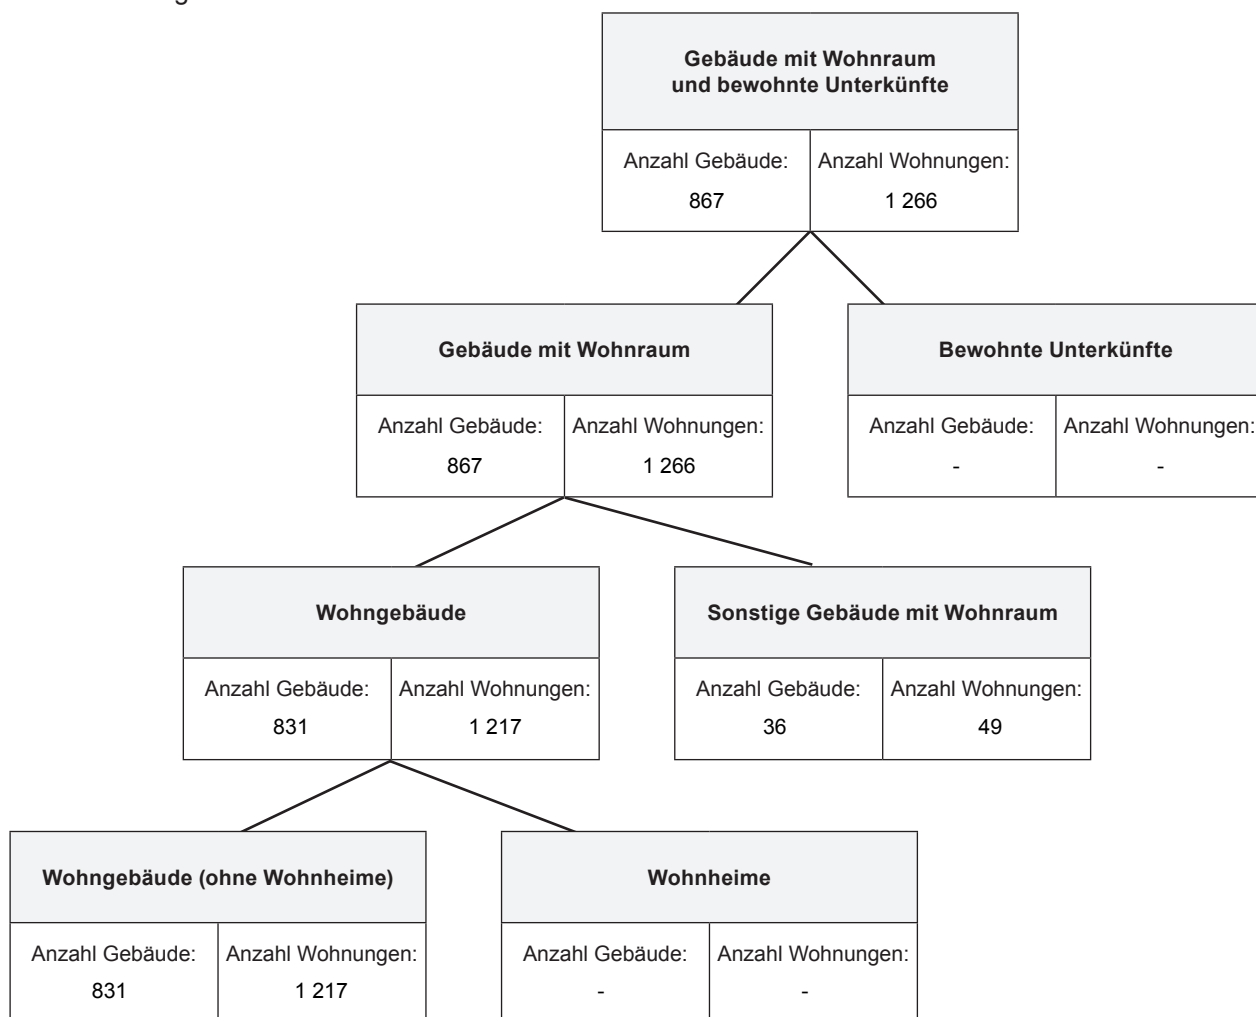 Gebäude mit Wohnraum
und bewohnte Unterkünfte
Anzahl Gebäude: Anzahl Wohnungen:
867 1 266
Gebäude mit Wohnraum
Anzahl Gebäude: Anzahl Wohnungen:
867 1 266
Bewohnte Unterkünfte
Anzahl Gebäude: Anzahl Wohnungen:
- -
Wohngebäude
Anzahl Gebäude: Anzahl Wohnungen:
831 1 217
Sonstige Gebäude mit Wohnraum
Anzahl Gebäude: Anzahl Wohnungen:
36 49
Wohngebäude (ohne Wohnheime)
Anzahl Gebäude: Anzahl Wohnungen:
831 1 217
Wohnheime
Anzahl Gebäude: Anzahl Wohnungen:
- -